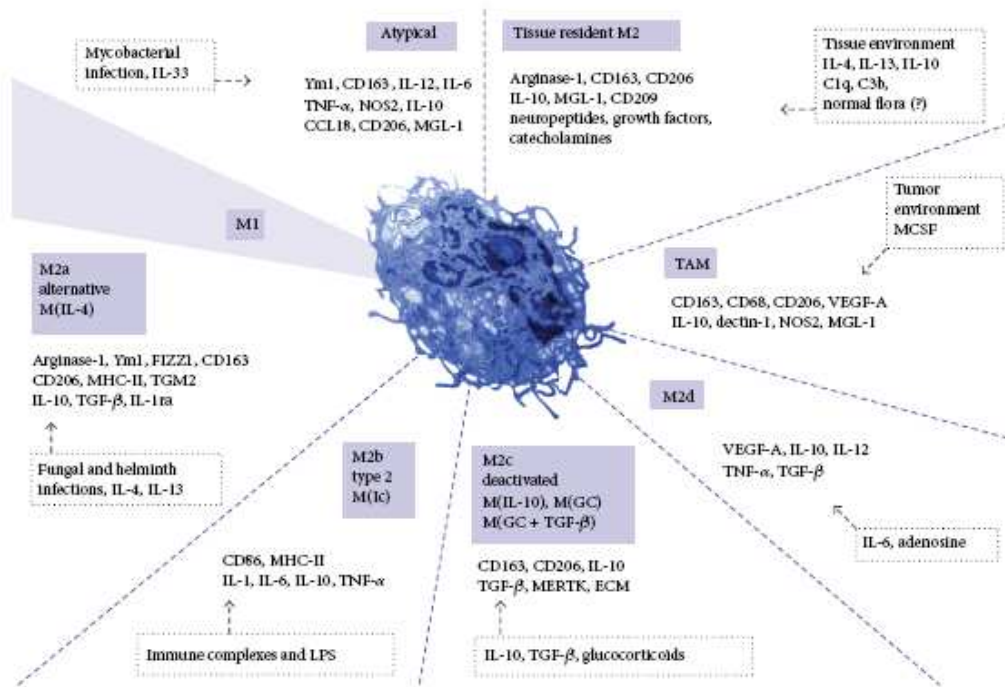 Atypical
Mycobacterial
infection, IL-33
Ym1, CD163, IL-12, IL-6
TNF-α, NOS2, IL-10
CCL18, CD206, MGL-1
Tissue resident M2
Arginase-1, CD163, CD206
IL-10, MGL-1, CD209
neuropeptides, growth factors,
catecholamines
Tissue environment
IL-4, IL-13, IL-10
C1q, C3b,
normal flora (?)
Tumor
environment
MCSF
TAM
CD163, CD68, CD206, VEGF-A
IL-10, dectin-1, NOS2, MGL-1
M1
M2a
alternative
M(IL-4)
Arginase-1, Ym1, FIZZ1, CD163
CD206, MHC-II, TGM2
IL-10, TGF-β, IL-1ra
Fungal and helminth
infections, IL-4, IL-13
M2b
type 2
M(Ic)
CD86, MHC-II
IL-1, IL-6, IL-10, TNF-α
Immune complexes and LPS
M2c
deactivated
M(IL-10), M(GC)
M(GC + TGF-β)
CD163, CD206, IL-10
TGF-β, MERTK, ECM
IL-10, TGF-β, glucocorticoids
M2d
VEGF-A, IL-10, IL-12
TNF-α, TGF-β
IL-6, adenosine